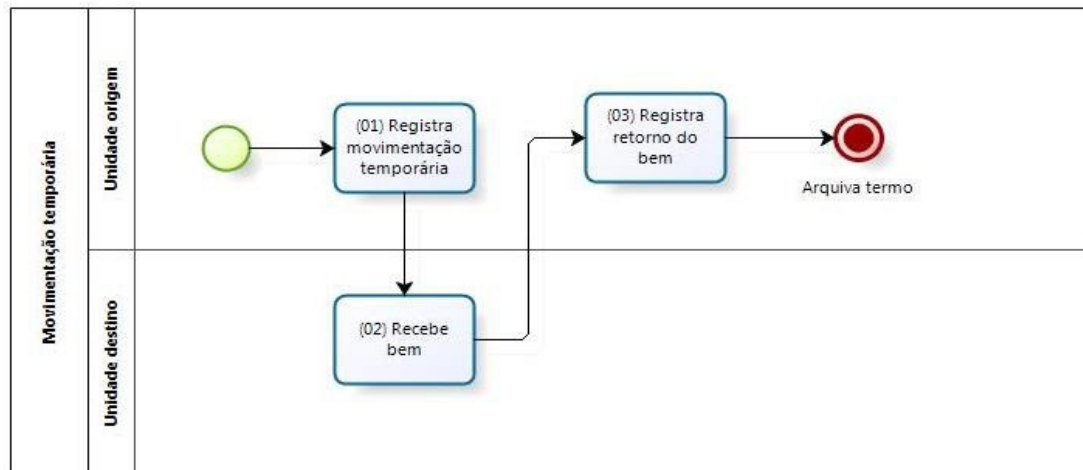 Movimentação temporária
Unidade origem
(01) Registra
movimentação
temporária
(03) Registra
retorno do
bem
Arquiva termo
Unidade destino
(02) Recebe
bem